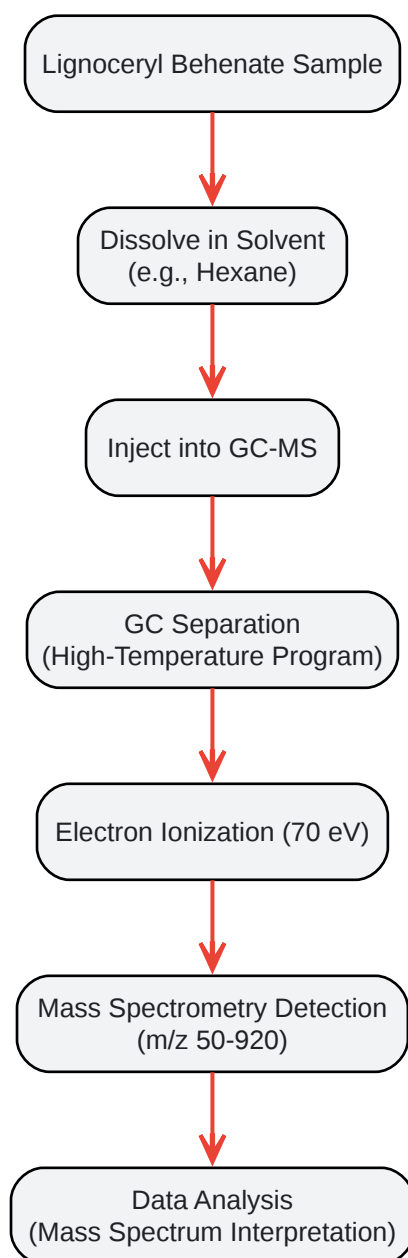 Lignoceryl Behenate Sample
Dissolve in Solvent
(e.g., Hexane)
Inject into GC-MS
GC Separation
(High-Temperature Program)
Electron Ionization (70 eV)
Mass Spectrometry Detection
(m/z 50-920)
Data Analysis
(Mass Spectrum Interpretation)